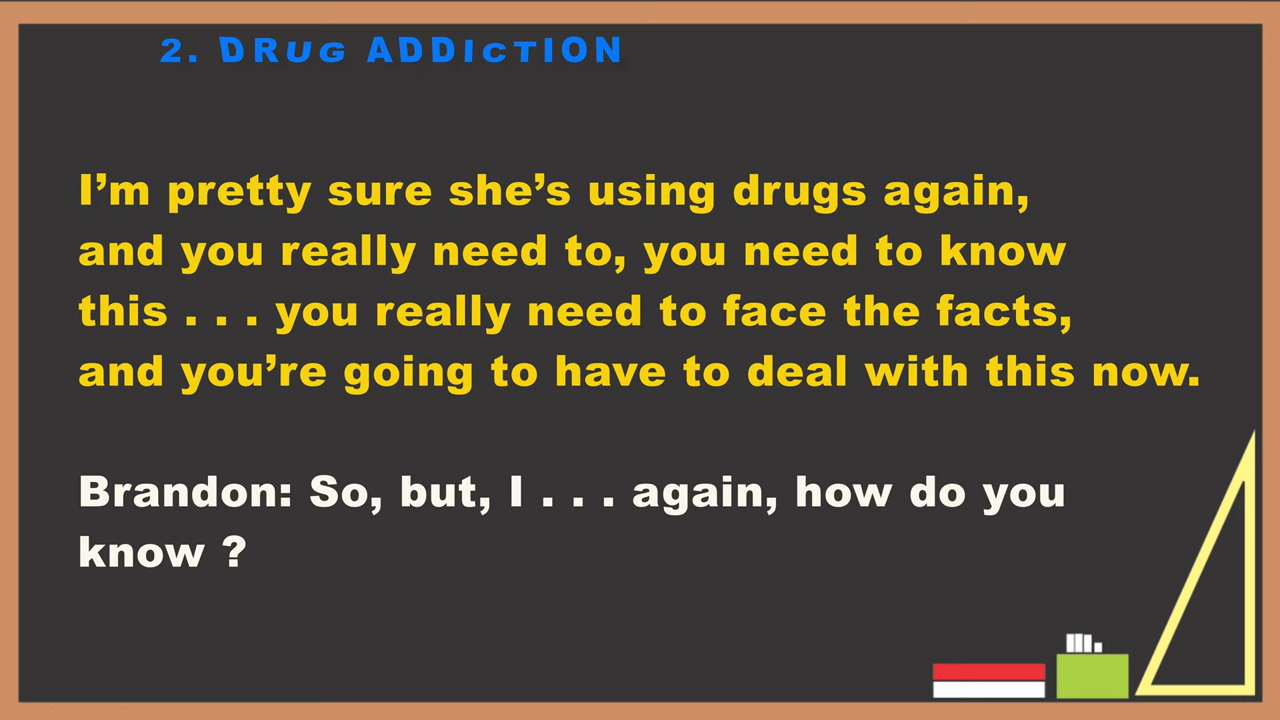 2. DRUG ADDICTION
I’m pretty sure she’s using drugs again,
and you really need to, you need to know
this . . . you really need to face the facts,
and you’re going to have to deal with this now.
Brandon: So, but, I . . . again, how do you
know ?